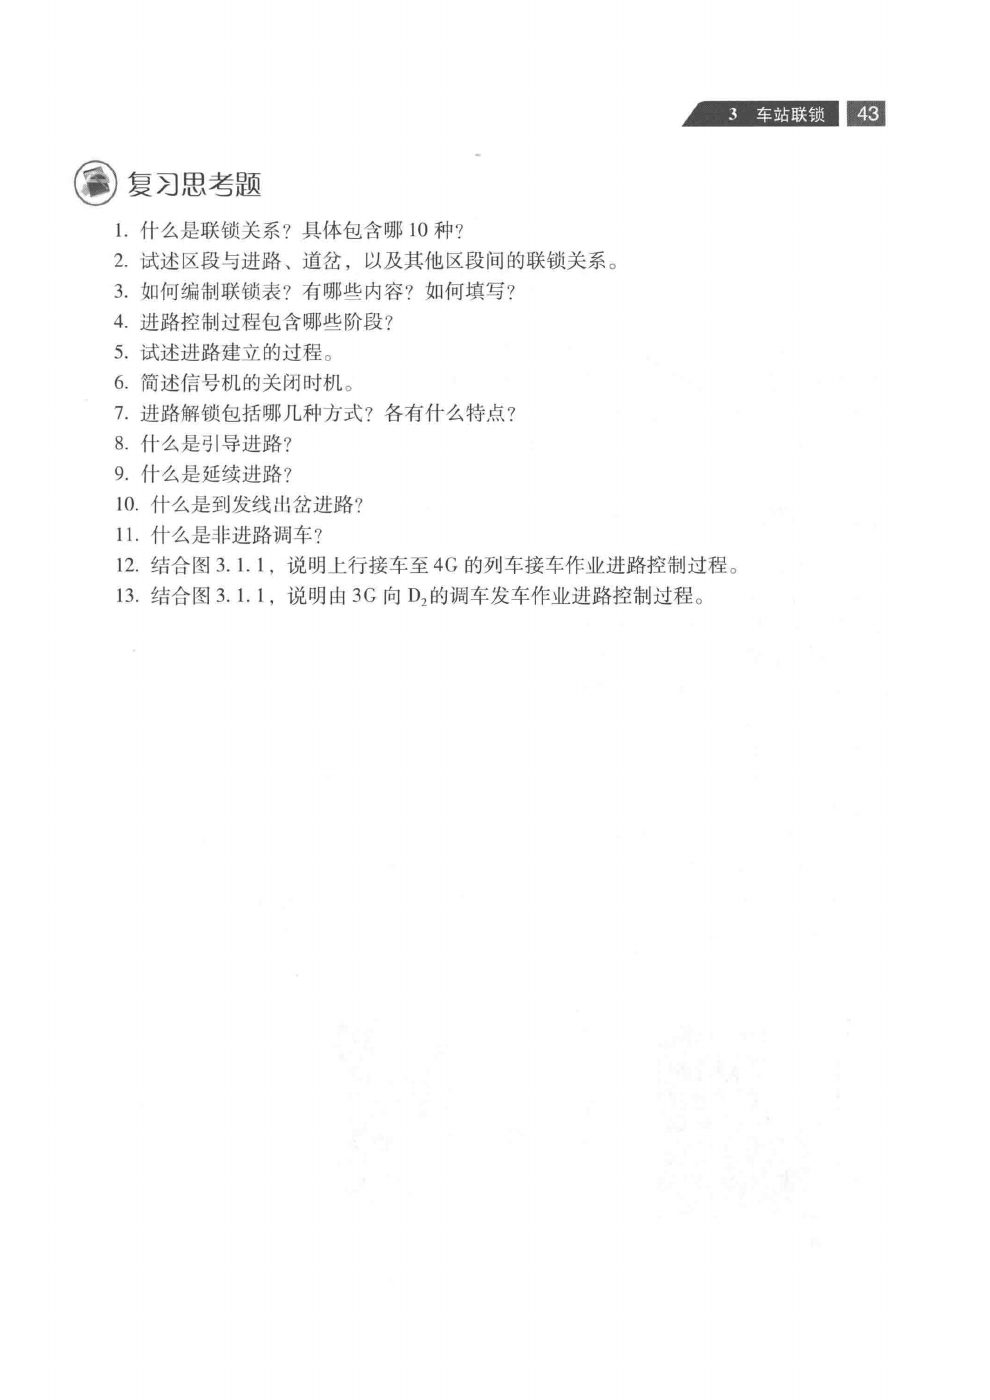 3 车站联锁 43
复习思考题
1. 什么是联锁关系？具体包含哪 10 种？
2. 试述区段与进路、道岔，以及其他区段间的联锁关系。
3. 如何编制联锁表？有哪些内容？如何填写？
4. 进路控制过程包含哪些阶段？
5. 试述进路建立的过程。
6. 简述信号机的关闭时机。
7. 进路解锁包括哪几种方式？各有什么特点？
8. 什么是引导进路？
9. 什么是延续进路？
10. 什么是到发线出岔进路？
11. 什么是非进路调车？
12. 结合图 3. 1. 1，说明上行接车至 4G 的列车接车作业进路控制过程。
13. 结合图 3. 1. 1，说明由 3G 向 D₂的调车发车作业进路控制过程。